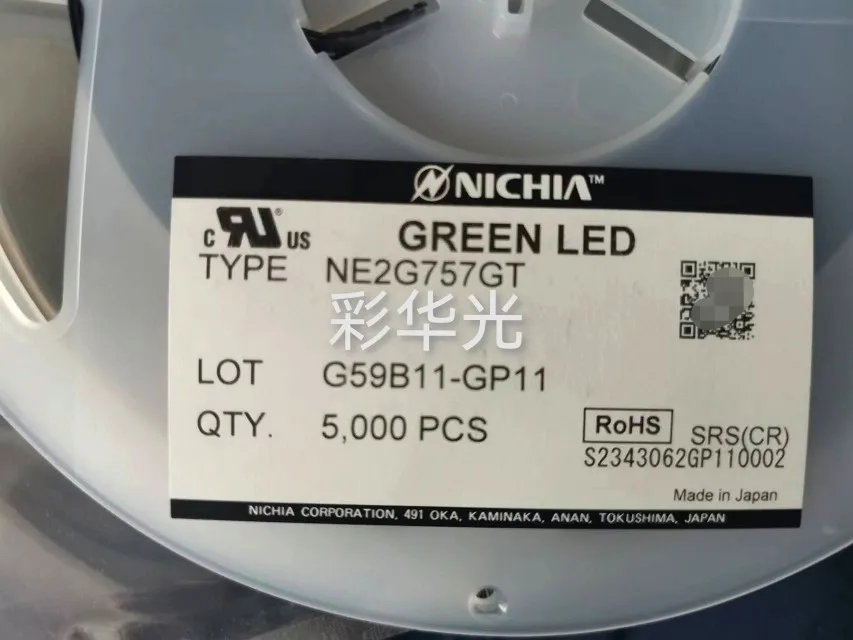 NICHIA™
c RU® US GREEN LED
TYPE NE2G757GT
彩华光
LOT G59B11-GP11
QTY. 5,000 PCS
RoHS SRS(CR)
S2343062GP110002
Made in Japan
NICHIA CORPORATION, 491 OKA, KAMINAKA, ANAN, TOKUSHIMA, JAPAN